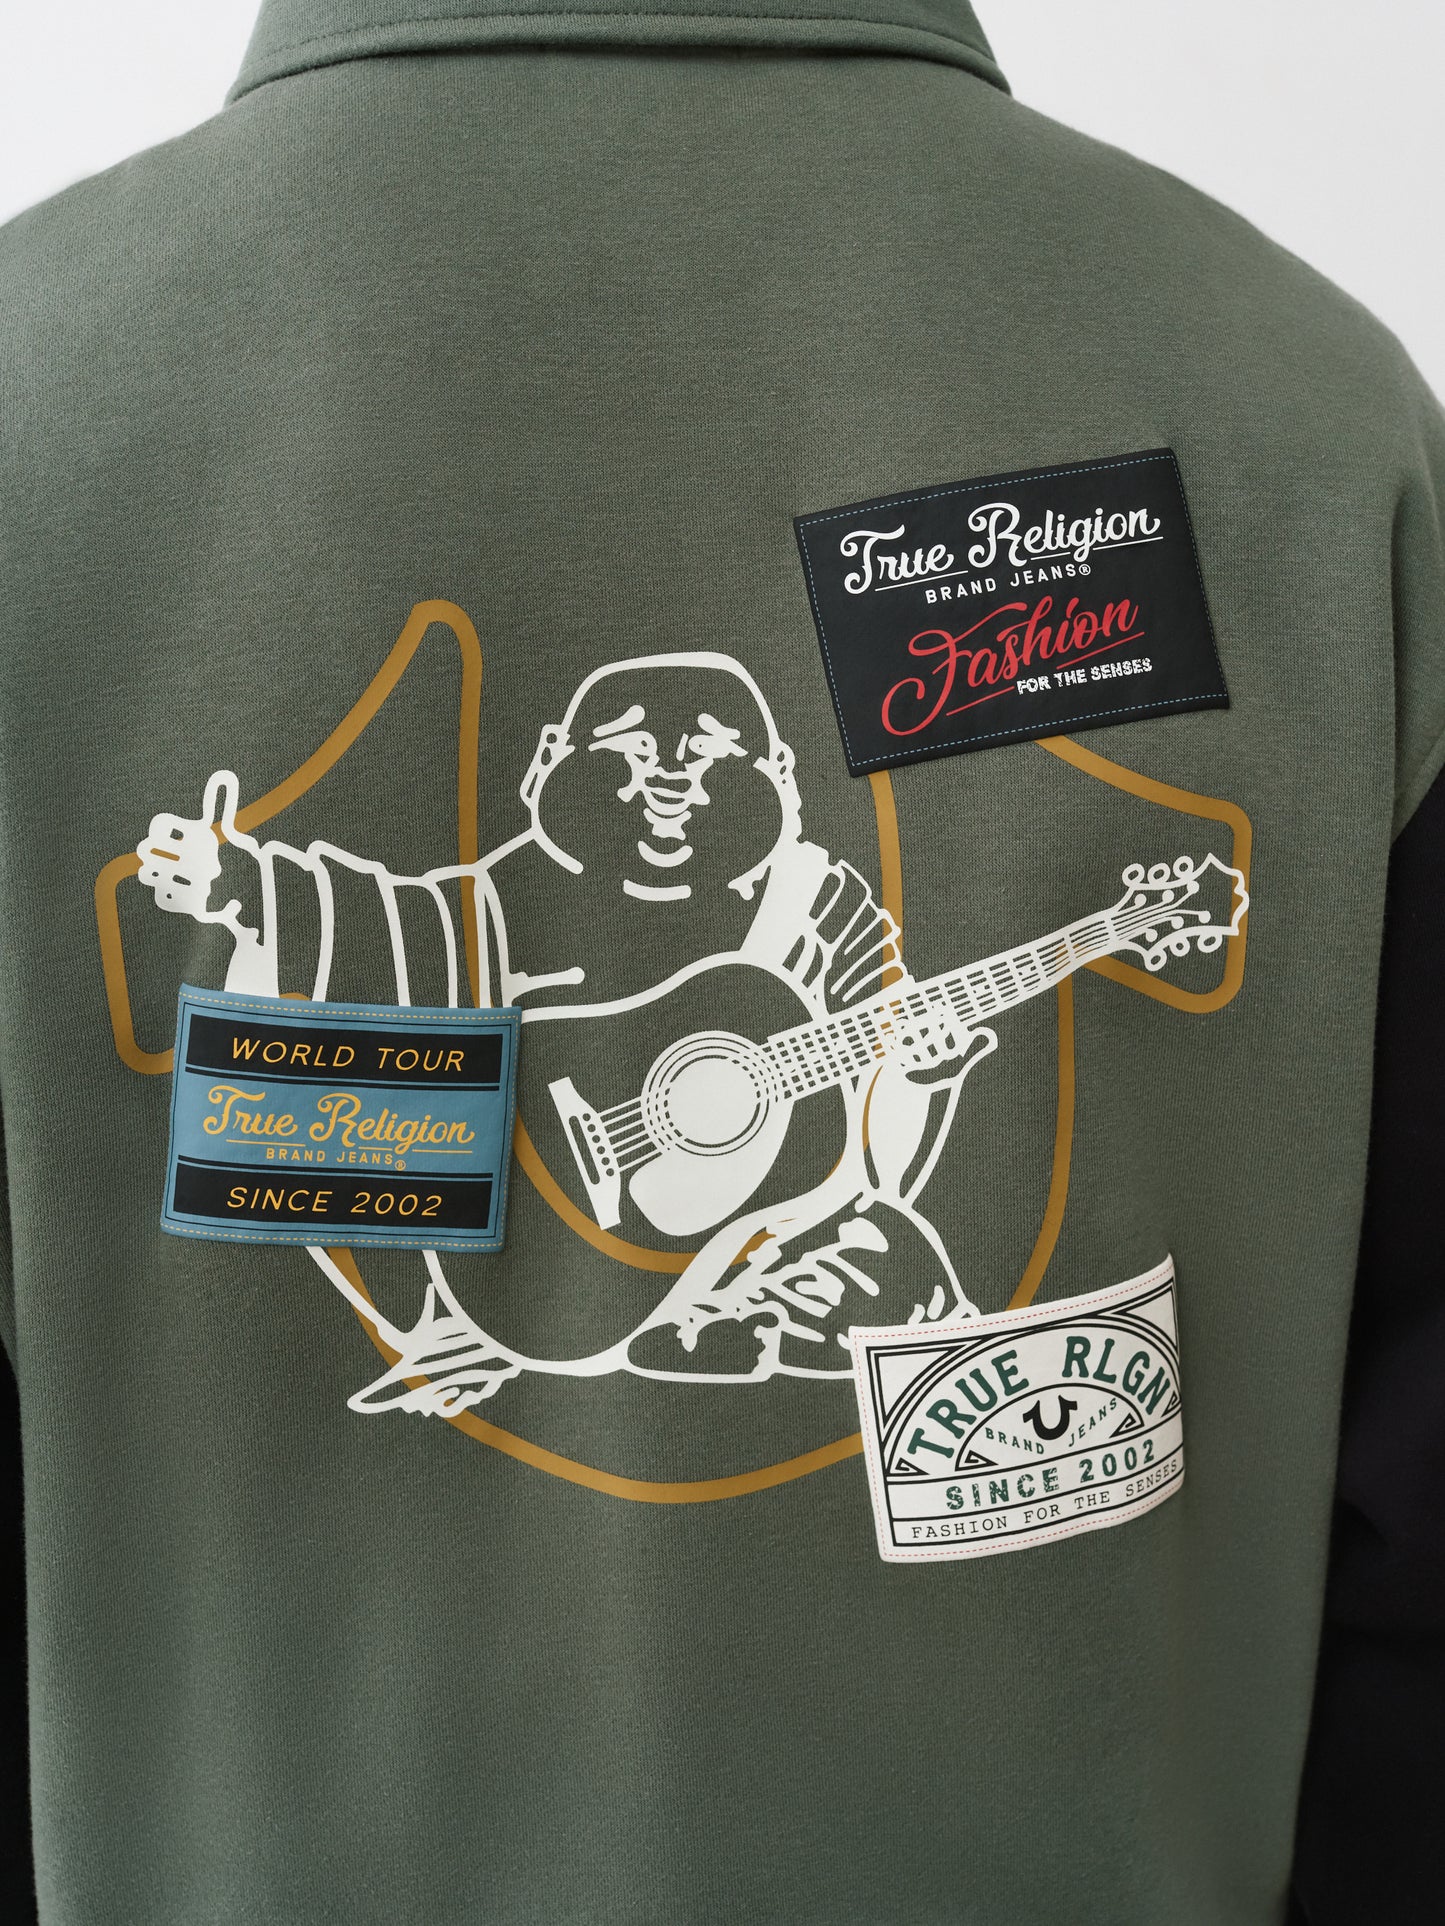 True Religion
BRAND JEANS®
Fashion
FOR THE SENSES
WORLD TOUR
True Religion
BRAND JEANS®
SINCE 2002
TRUE RLGN
BRAND JEANS
SINCE 2002
FASHION FOR THE SENSES